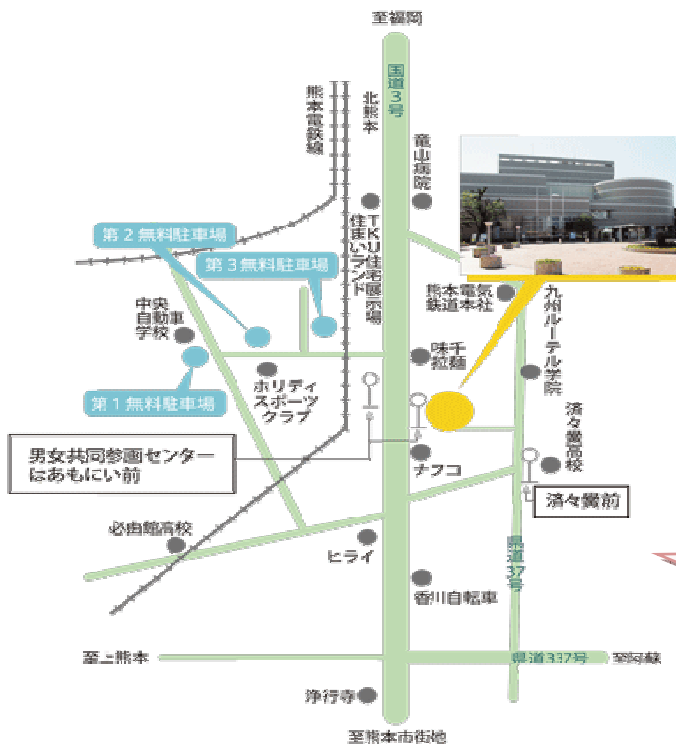 至福岡
国道3号
熊本電鉄線
北熊本
竜山病院
第2無料駐車場
第3無料駐車場
TKU住宅展示場
住まいランド
中央
自動車
学校
熊本電気
鉄道本社
九州ルーテル学院
味千
拉麺
第1無料駐車場
ホリデイ
スポーツ
クラブ
済々黌高校
男女共同参画センター
はあもにい前
ナフコ
済々黌前
必由館高校
ヒライ
県道37号
香川自転車
至上熊本
県道337号
至阿蘇
浄行寺
至熊本市街地